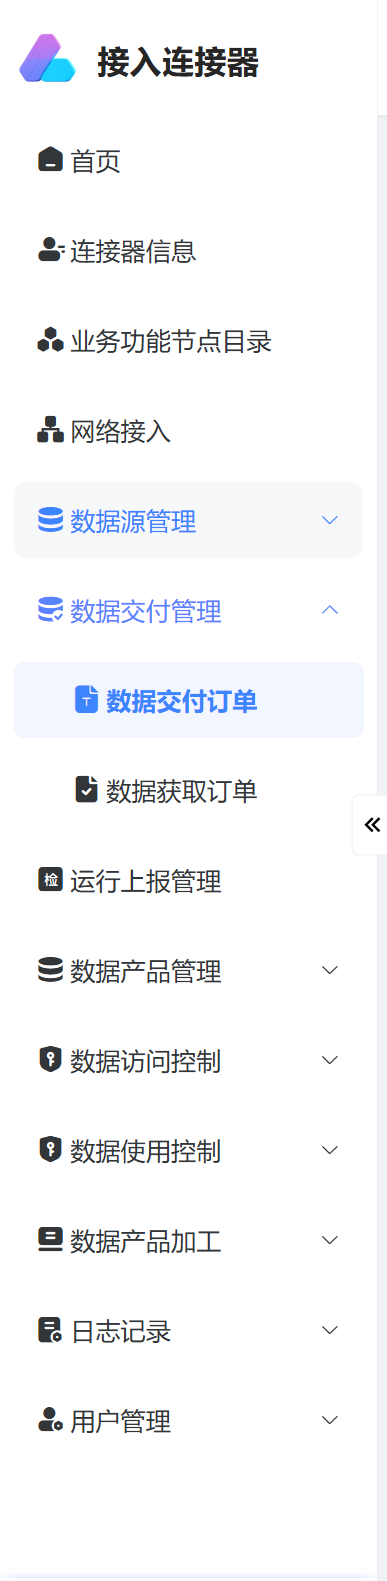 接入连接器
首页
连接器信息
业务功能节点目录
网络接入
数据源管理
数据交付管理
数据交付订单
数据获取订单
检 运行上报管理
数据产品管理
数据访问控制
数据使用控制
数据产品加工
日志记录
用户管理